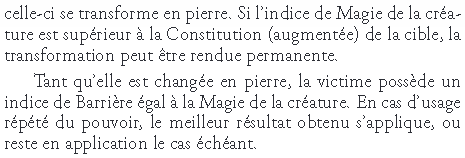 celle-ci se transforme en pierre. Si l'indice de Magie de la créa-
ture est supérieur à la Constitution (augmentée) de la cible, la
transformation peut être rendue permanente.
Tant qu'elle est changée en pierre, la victime possède un
indice de Barrière égal à la Magie de la créature. En cas d'usage
répété du pouvoir, le meilleur résultat obtenu s'applique, ou
reste en application le cas échéant.